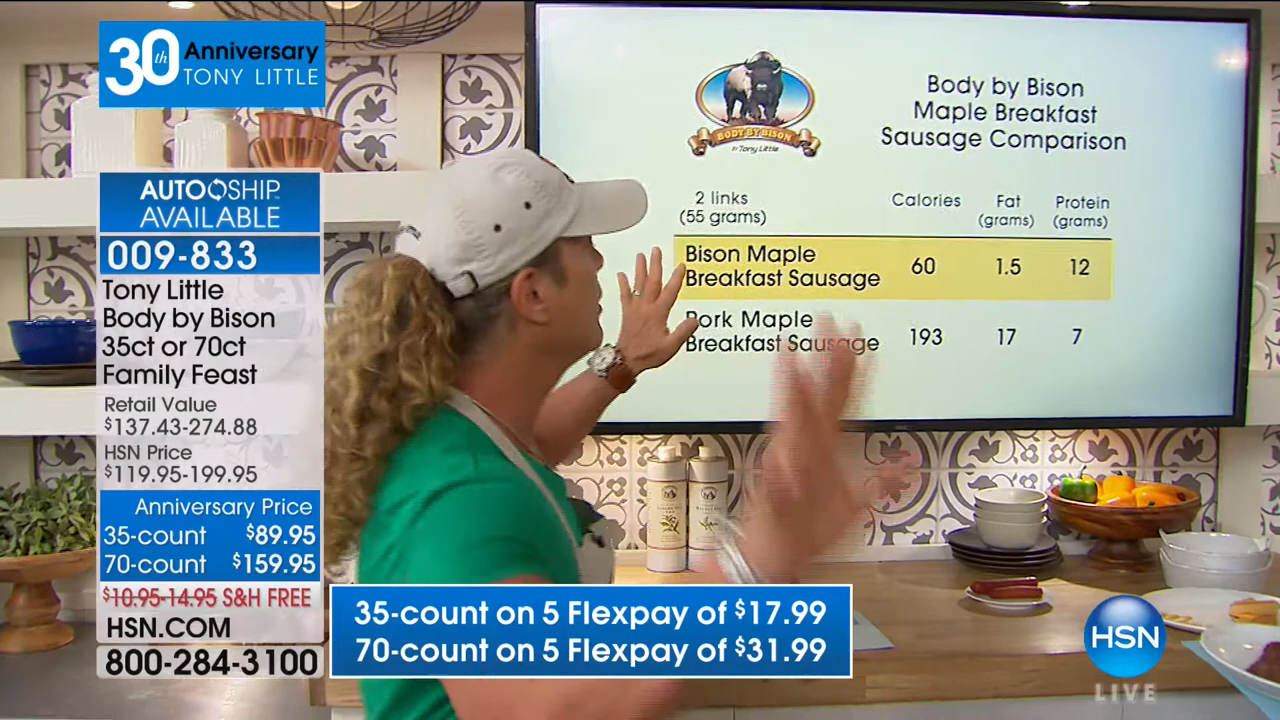 30th Anniversary
TONY LITTLE
AUTOSHIP
AVAILABLE
009-833
Tony Little
Body by Bison
35ct or 70ct
Family Feast
Retail Value
$137.43-274.88
HSN Price
$119.95-199.95
Anniversary Price
35-count $89.95
70-count $159.95
$10.95-14.95 S&H FREE
HSN.COM
800-284-3100
BODY BY BISON
by Tony Little
Body by Bison
Maple Breakfast
Sausage Comparison
2 links
(55 grams)
Calories
Fat
(grams)
Protein
(grams)
Bison Maple
Breakfast Sausage
60 1.5 12
Pork Maple
Breakfast Sausage
193 17 7
35-count on 5 Flexpay of $17.99
70-count on 5 Flexpay of $31.99
HSN
LIVE